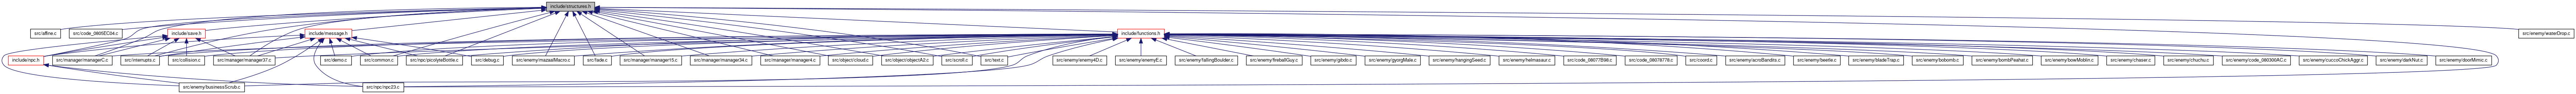 include/structures.h
src/affine.c
src/code_0805EC04.c
include/save.h
include/message.h
include/functions.h
src/enemy/waterDrop.c
include/npc.h
src/manager/managerC.c
src/interrupts.c
src/collision.c
src/manager/manager37.c
src/demo.c
src/common.c
src/npc/picolyteBottle.c
src/debug.c
src/enemy/mazaalMacro.c
src/fade.c
src/manager/manager15.c
src/manager/manager34.c
src/manager/manager4.c
src/object/cloud.c
src/object/objectA2.c
src/scroll.c
src/text.c
src/enemy/enemy4D.c
src/enemy/enemyE.c
src/enemy/fallingBoulder.c
src/enemy/fireballGuy.c
src/enemy/gibdo.c
src/enemy/gyorgMale.c
src/enemy/hangingSeed.c
src/enemy/helmasaur.c
src/code_08077B98.c
src/code_08078778.c
src/coord.c
src/enemy/acroBandits.c
src/enemy/beetle.c
src/enemy/bladeTrap.c
src/enemy/bobomb.c
src/enemy/bombPeahat.c
src/enemy/bowMoblin.c
src/enemy/chaser.c
src/enemy/chuchu.c
src/enemy/code_080300AC.c
src/enemy/cuccoChickAggr.c
src/enemy/darkNut.c
src/enemy/doorMimic.c
src/enemy/businessScrub.c
src/npc/npc23.c